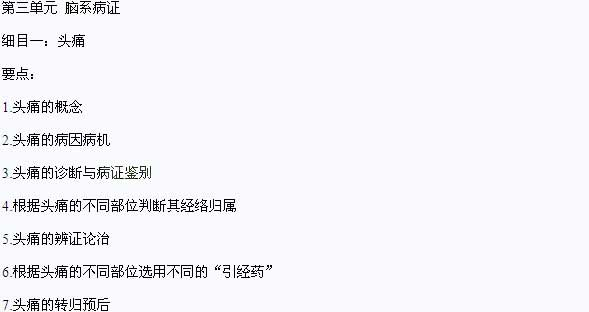 第三单元 脑系病证
细目一：头痛
要点：
1.头痛的概念
2.头痛的病因病机
3.头痛的诊断与病证鉴别
4.根据头痛的不同部位判断其经络归属
5.头痛的辨证论治
6.根据头痛的不同部位选用不同的“引经药”
7.头痛的转归预后